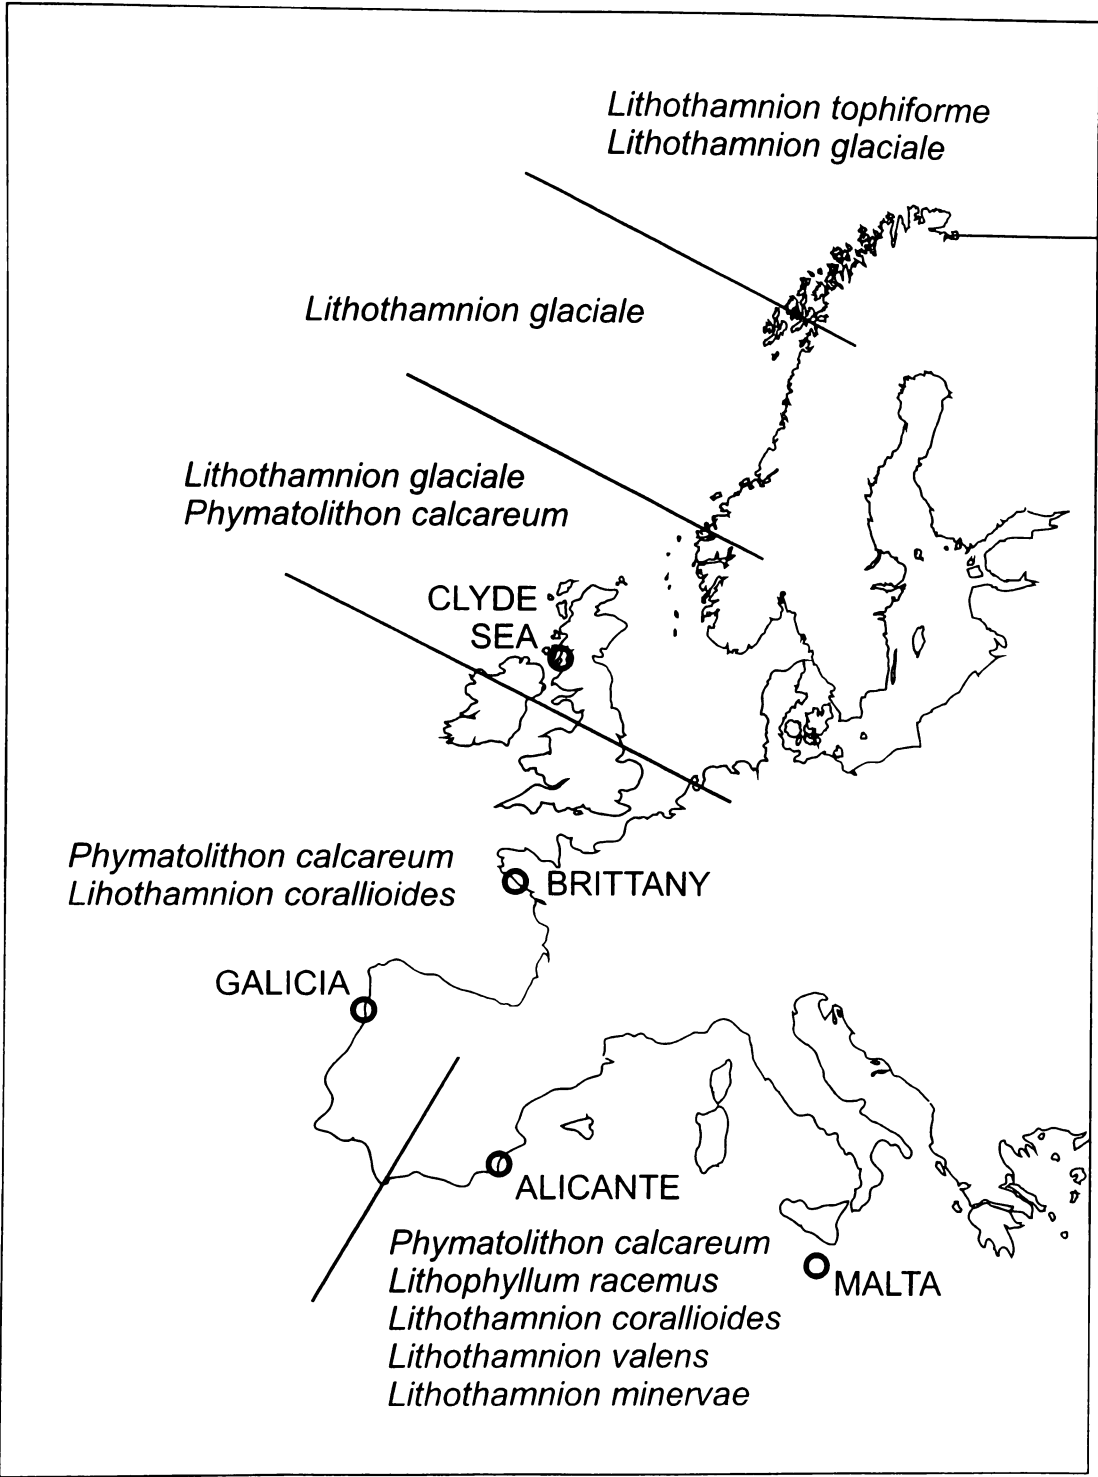 Lithothamnion tophiforme
Lithothamnion glaciale
Lithothamnion glaciale
Lithothamnion glaciale
Phymatolithon calcareum
CLYDE
SEA
Phymatolithon calcareum
Lihothamnion corallioides
BRITTANY
GALICIA
ALICANTE
Phymatolithon calcareum
Lithophyllum racemus
Lithothamnion corallioides
Lithothamnion valens
Lithothamnion minervae
MALTA